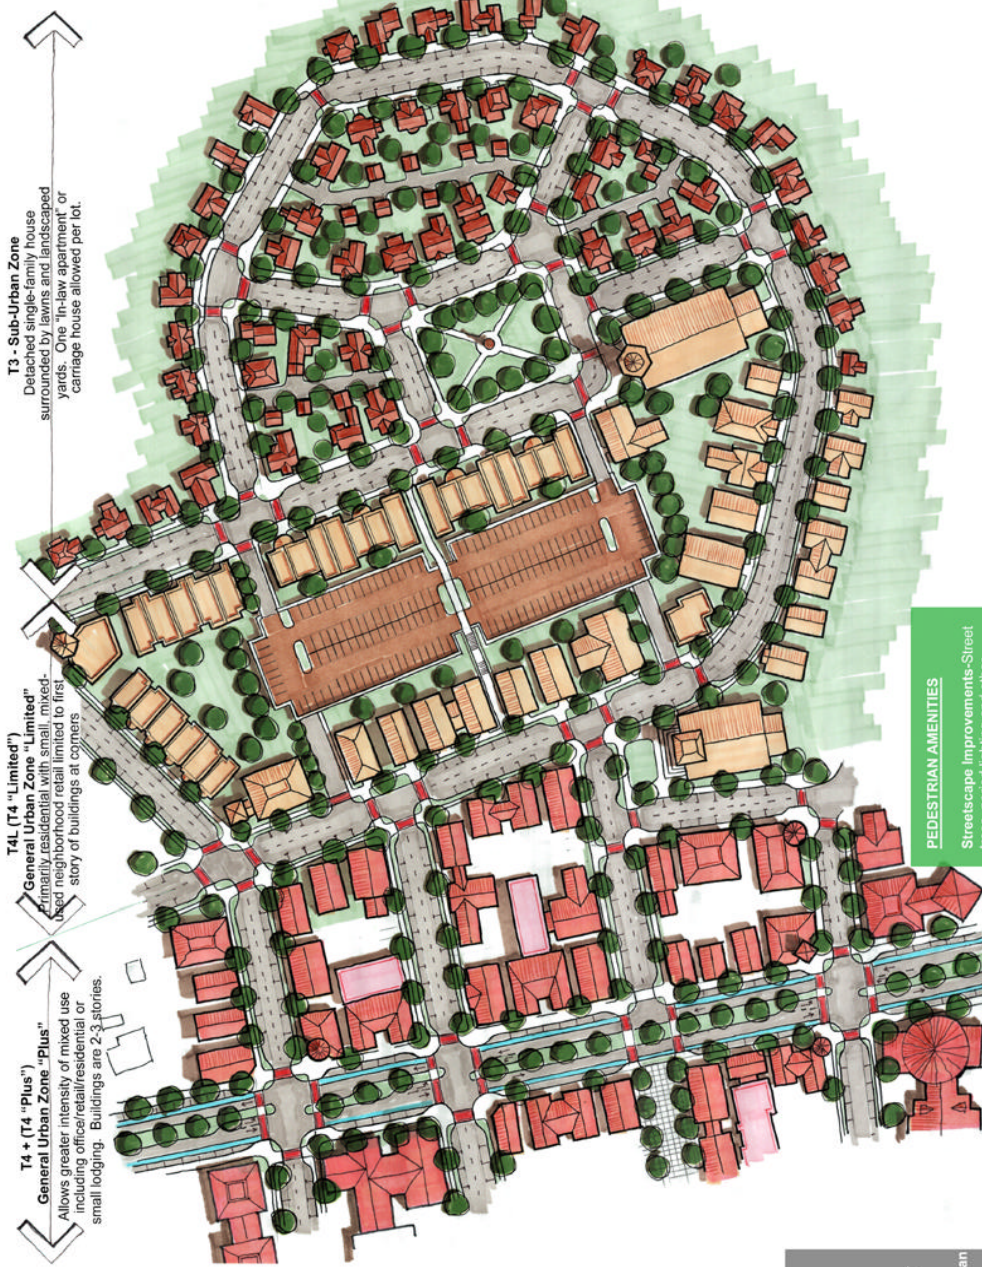 T3 - Sub-Urban Zone
Detached single-family house
surrounded by lawns and landscaped
yards. One "In-law apartment" or
carriage house allowed per lot.
T4L (T4 "Limited")
General Urban Zone "Limited"
Primarily residential with small, mixed-
used neighborhood retail limited to first
story of buildings at corners
T4 + (T4 "Plus")
General Urban Zone "Plus"
Allows greater intensity of mixed use
including office/retail/residential or
small lodging. Buildings are 2-3 stories.
PEDESTRIAN AMENITIES
Streetscape Improvements-Street
an